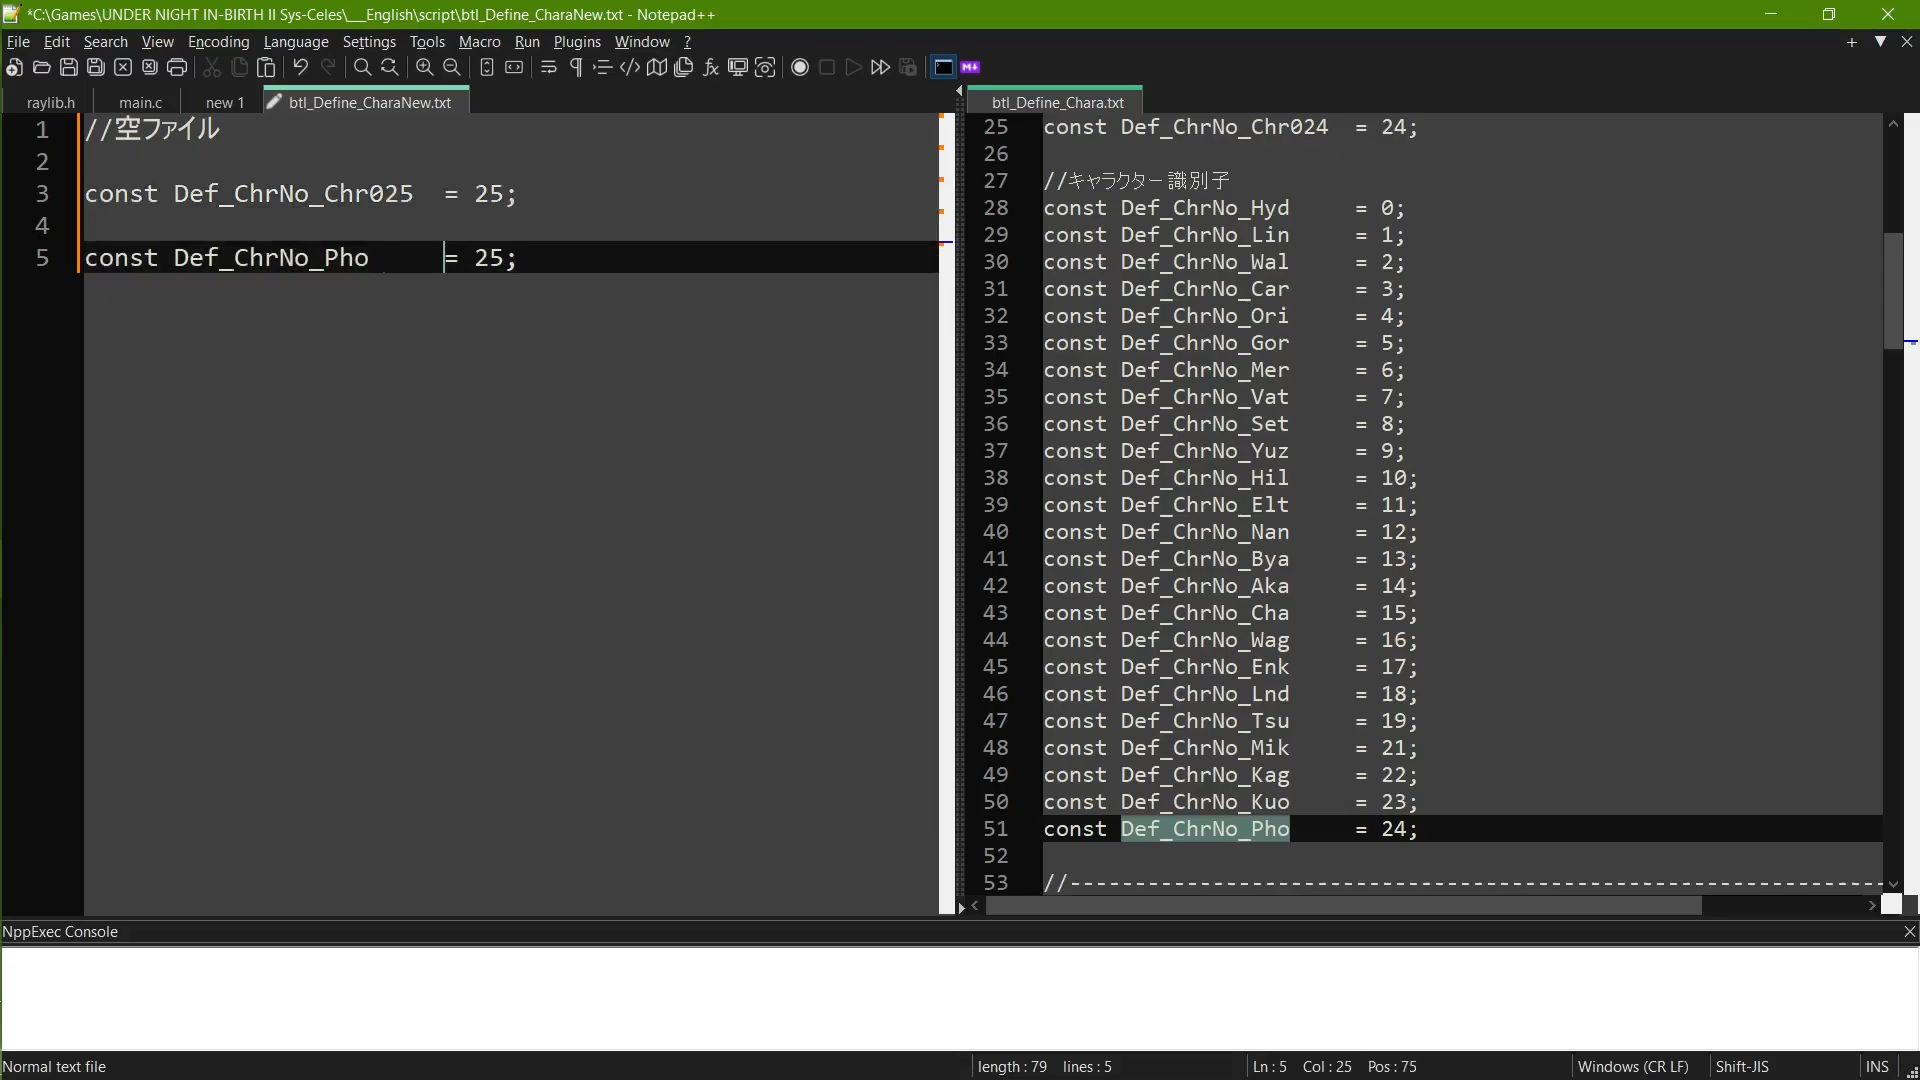 *C:\Games\UNDER NIGHT IN-BIRTH II Sys-Celes\___English\script\btl_Define_CharaNew.txt - Notepad++
File Edit Search View Encoding Language Settings Tools Macro Run Plugins Window ?
raylib.h main.c new 1 btl_Define_CharaNew.txt
1 //空ファイル
2
3 const Def_ChrNo_Chr025 = 25;
4
5 const Def_ChrNo_Pho = 25;
btl_Define_Chara.txt
25 const Def_ChrNo_Chr024 = 24;
26
27 //キャラクター識別子
28 const Def_ChrNo_Hyd = 0;
29 const Def_ChrNo_Lin = 1;
30 const Def_ChrNo_Wal = 2;
31 const Def_ChrNo_Car = 3;
32 const Def_ChrNo_Ori = 4;
33 const Def_ChrNo_Gor = 5;
34 const Def_ChrNo_Mer = 6;
35 const Def_ChrNo_Vat = 7;
36 const Def_ChrNo_Set = 8;
37 const Def_ChrNo_Yuz = 9;
38 const Def_ChrNo_Hil = 10;
39 const Def_ChrNo_Elt = 11;
40 const Def_ChrNo_Nan = 12;
41 const Def_ChrNo_Bya = 13;
42 const Def_ChrNo_Aka = 14;
43 const Def_ChrNo_Cha = 15;
44 const Def_ChrNo_Wag = 16;
45 const Def_ChrNo_Enk = 17;
46 const Def_ChrNo_Lnd = 18;
47 const Def_ChrNo_Tsu = 19;
48 const Def_ChrNo_Mik = 21;
49 const Def_ChrNo_Kag = 22;
50 const Def_ChrNo_Kuo = 23;
51 const Def_ChrNo_Pho = 24;
52
53 //---------------------------------------------------------------
NppExec Console
Normal text file length : 79 lines : 5 Ln : 5 Col : 25 Pos : 75 Windows (CR LF) Shift-JIS INS